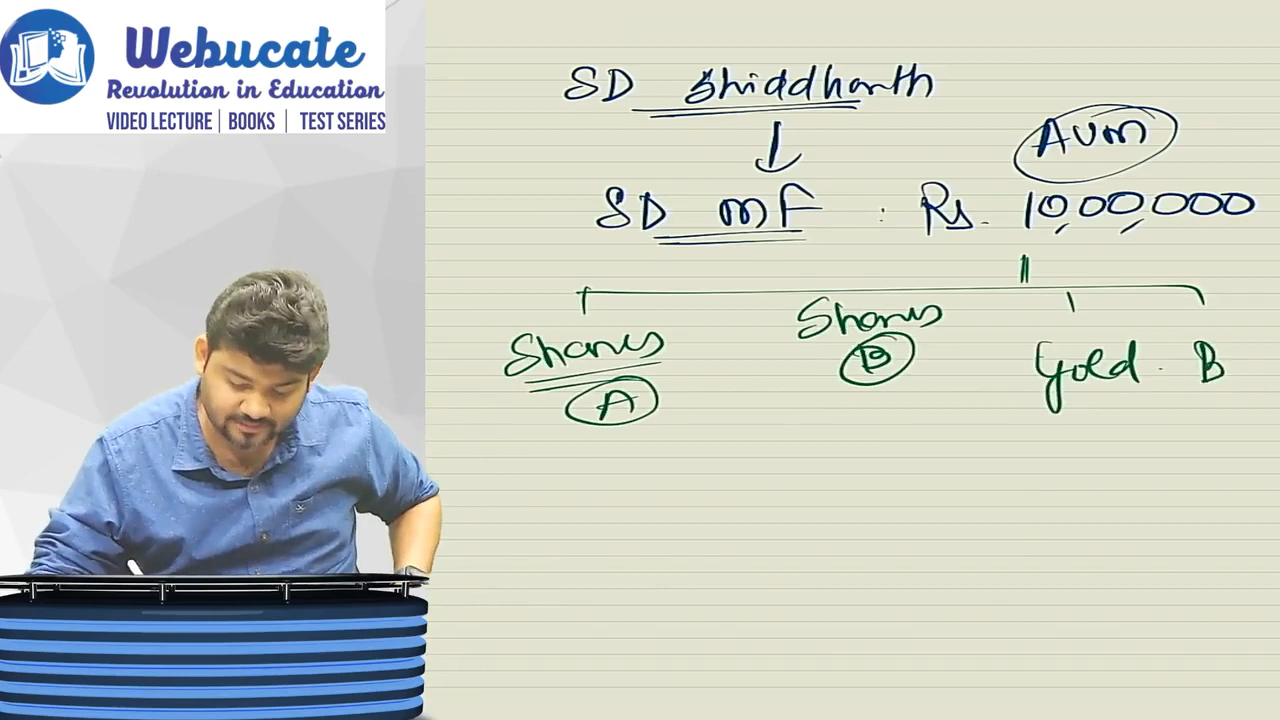 Webucate
Revolution in Education
VIDEO LECTURE | BOOKS | TEST SERIES
SD Shiddhanth
AUM
SD MF : Rs. 10,00,000
Shares
A
Shares
B
Gold. B